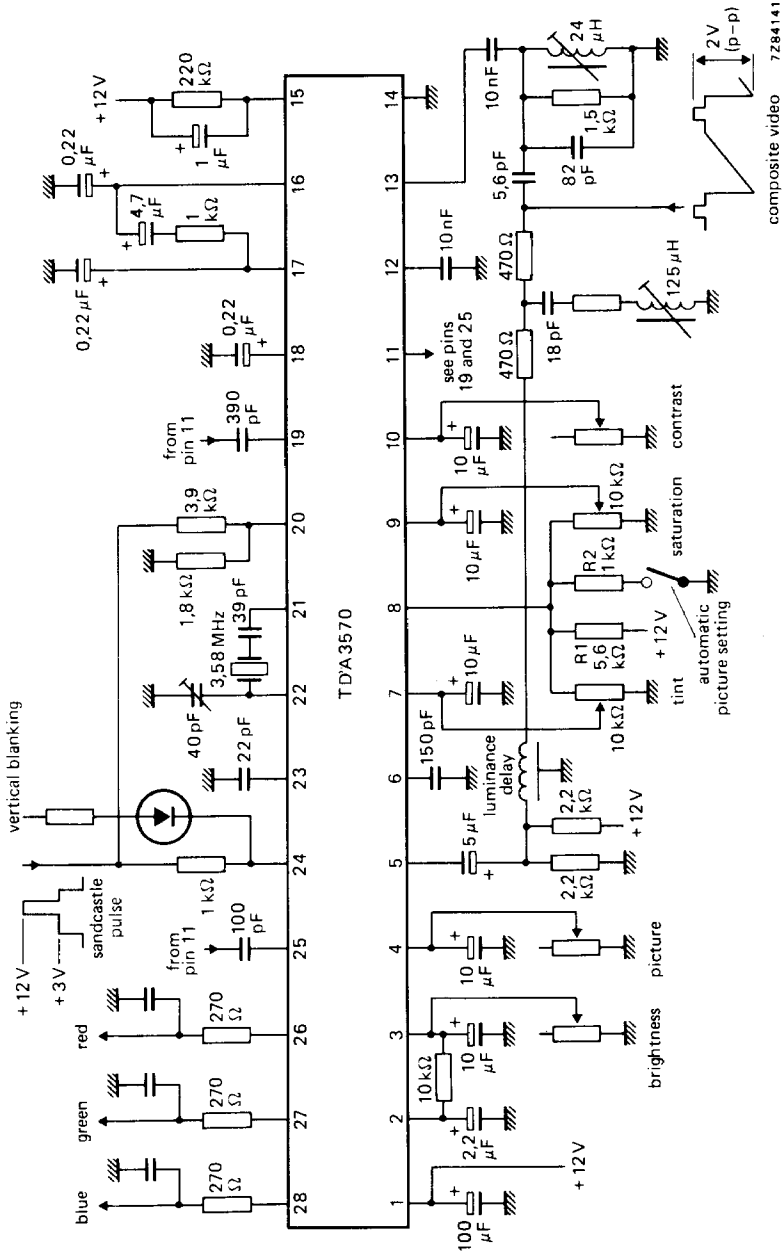 blue
green
red
+12V
+3V
sandcastle
pulse
vertical blanking
270
Ω
270
Ω
270
Ω
from
pin 11
100
pF
1 kΩ
22 pF
40 pF
3,58 MHz
39 pF
1,8 kΩ
3,9
kΩ
from
pin 11
390
pF
0,22
µF
+
0,22 µF
+
4,7
µF
+
1
kΩ
0,22
µF
+
+12V
+
1
µF
220
kΩ
28
27
26
25
24
23
22
21
20
19
18
17
16
15
TDA3570
1
2
3
4
5
6
7
8
9
10
11
12
13
14
100
µF
+
+12V
2,2
µF
+
10 kΩ
10
µF
+
brightness
10
µF
+
picture
5 µF
+
2,2
kΩ
2,2
kΩ
+12V
luminance
delay
150 pF
10 µF
+
10 kΩ
tint
R1
5,6
kΩ
+12V
R2
1 kΩ
automatic
picture setting
10 µF
+
10 kΩ
saturation
10
µF
+
contrast
see pins
19 and 25
470 Ω
470 Ω
18 pF
125 µH
10 nF
5,6 pF
82
pF
1,5
kΩ
10 nF
24
µH
composite video
2V
(p-p)
7Z84141